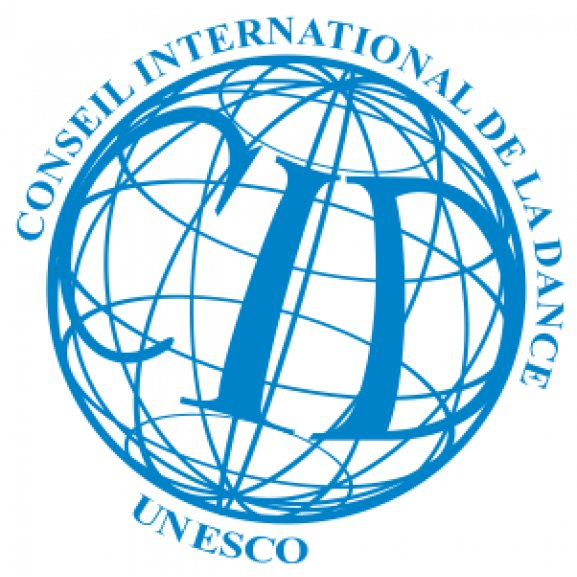 CONSEIL INTERNATIONAL DE LA DANCE
CID
UNESCO